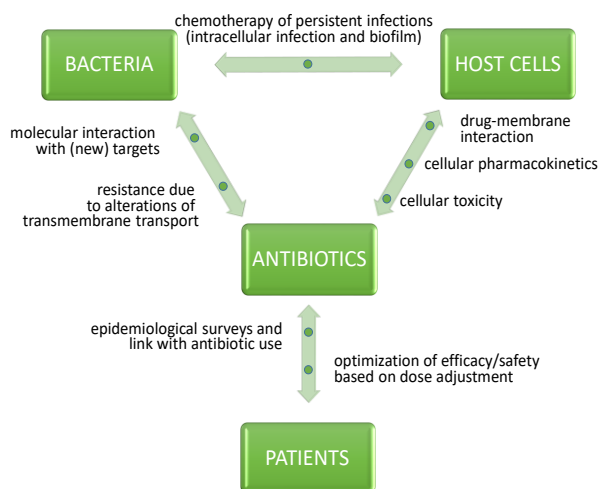 chemotherapy of persistent infections
(intracellular infection and biofilm)
BACTERIA
HOST CELLS
molecular interaction
with (new) targets
drug-membrane
interaction
cellular pharmacokinetics
resistance due
to alterations of
transmembrane transport
cellular toxicity
ANTIBIOTICS
epidemiological surveys and
link with antibiotic use
optimization of efficacy/safety
based on dose adjustment
PATIENTS